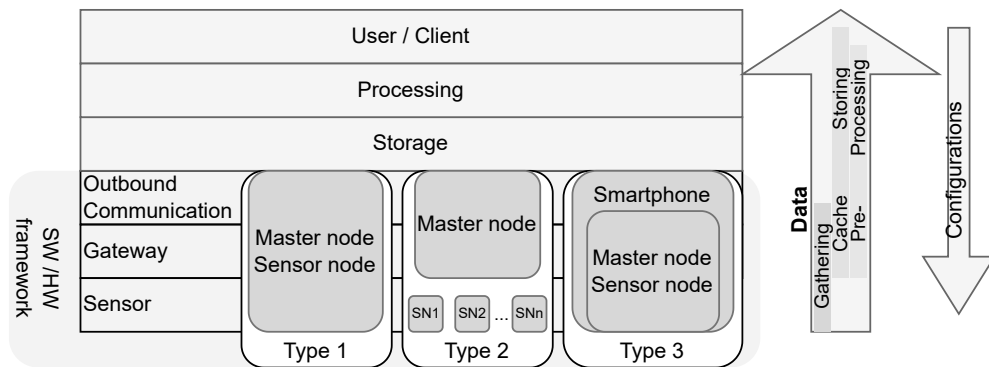 User / Client
Processing
Storage
Outbound
Communication
Gateway
Sensor
SW /HW
framework
Master node
Sensor node
Type 1
Master node
SN1
SN2
...
SNn
Type 2
Smartphone
Master node
Sensor node
Type 3
Data
Gathering
Cache
Storing
Pre-
Processing
Configurations